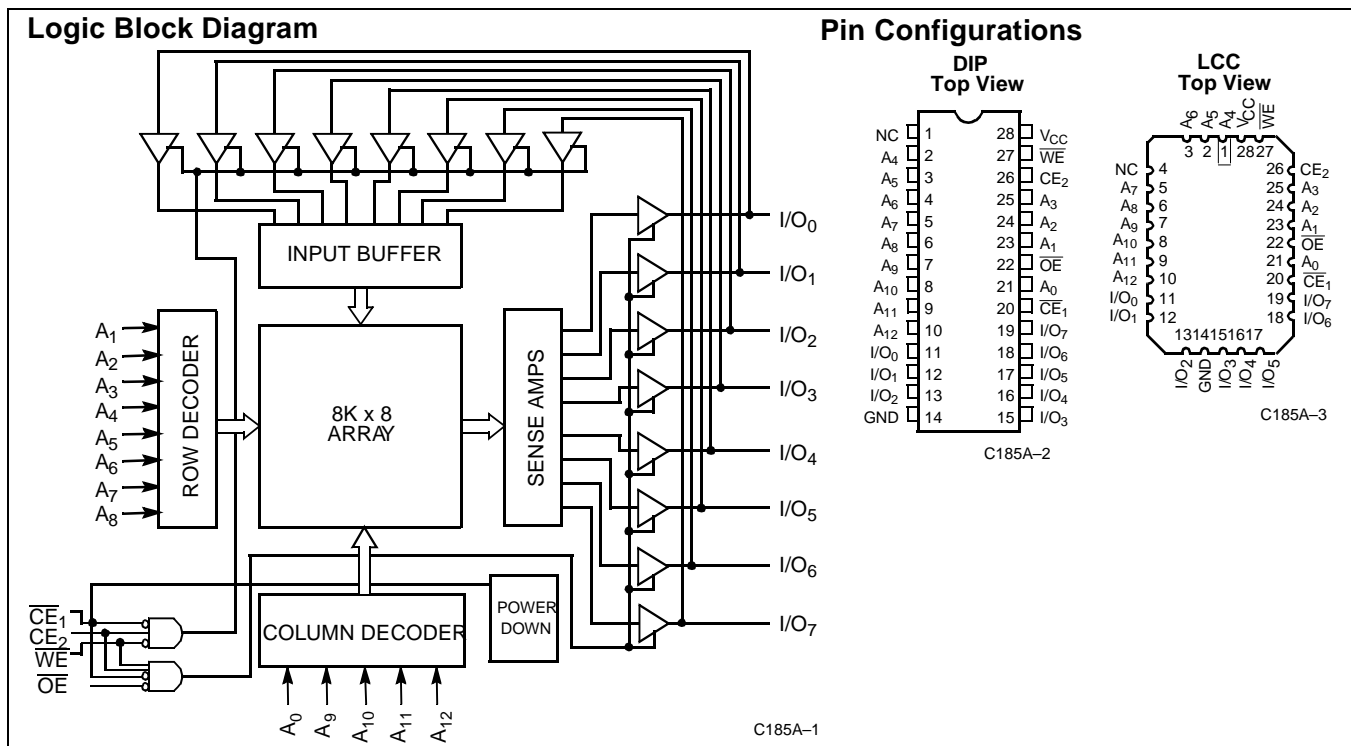 Logic Block Diagram
INPUT BUFFER
A1
A2
A3
A4
A5
A6
A7
A8
ROW DECODER
8K x 8
ARRAY
SENSE AMPS
I/O0
I/O1
I/O2
I/O3
I/O4
I/O5
I/O6
I/O7
CE1
CE2
WE
OE
COLUMN DECODER
POWER
DOWN
A0 A9 A10 A11 A12
C185A–1
Pin Configurations
DIP
Top View
NC 1 28 VCC
A4 2 27 WE
A5 3 26 CE2
A6 4 25 A3
A7 5 24 A2
A8 6 23 A1
A9 7 22 OE
A10 8 21 A0
A11 9 20 CE1
A12 10 19 I/O7
I/O0 11 18 I/O6
I/O1 12 17 I/O5
I/O2 13 16 I/O4
GND 14 15 I/O3
C185A–2
LCC
Top View
A6 A5 A4 VCC WE
3 2 1 28 27
NC 4 26 CE2
A7 5 25 A3
A8 6 24 A2
A9 7 23 A1
A10 8 22 OE
A11 9 21 A0
A12 10 20 CE1
I/O0 11 19 I/O7
I/O1 12 18 I/O6
13 14 15 16 17
I/O2 GND I/O3 I/O4 I/O5
C185A–3